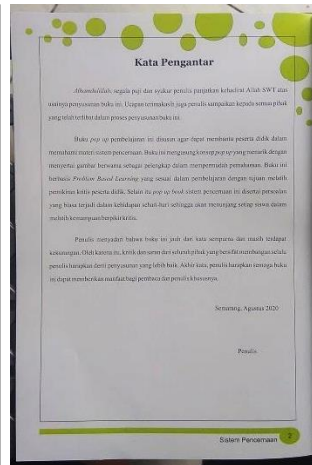 Kata Pengantar
Alhamdulillah, segala puji dan syukur penulis panjatkan kehadirat Allah SWT atas
usainya penyusunan buku ini. Ucapan terimakasih juga penulis sampaikan kepada semua pihak
yang telah terlibat dalam proses penyusunan buku ini.
Buku pop up pembelajaran ini disusun agar dapat membantu peserta didik dalam
memahami materi sistem pencernaan. Buku ini mengusung konsep pop up yang menarik dengan
menyertai gambar berwarna sebagai pelengkap dalam mempermudah pemahaman. Buku ini
berbasis Problem Based Learning yang sesuai dalam pembelajaran dengan tujuan melatih
pemikiran kritis peserta didik. Selain itu pop up book sistem pencernaan ini disertai persoalan
yang biasa terjadi dalam kehidupan sehari-hari sehingga akan menunjang setiap siswa dalam
melatih kemampuan berpikir kritis.
Penulis menyadari bahwa buku ini jauh dari kata sempurna dan masih terdapat
kekurangan. Oleh karena itu, kritik dan saran dari seluruh pihak yang bersifat membangun selalu
penulis harapkan demi penyusunan yang lebih baik. Akhir kata, penulis harapkan semoga buku
ini dapat memberikan manfaat bagi pembaca dan penulis khususnya.
Semarang, Agustus 2020
Penulis
Sistem Pencernaan 2